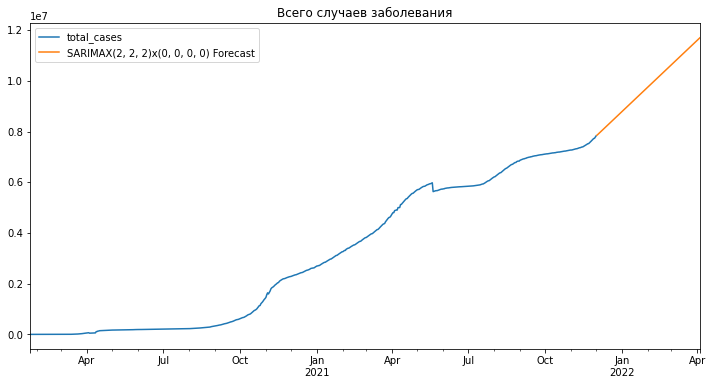 Всего случаев заболевания
1e7
total_cases
SARIMAX(2, 2, 2)x(0, 0, 0, 0) Forecast
1.2
1.0
0.8
0.6
0.4
0.2
0.0
Apr Jul Oct Jan Apr Jul Oct Jan Apr
2021 2022